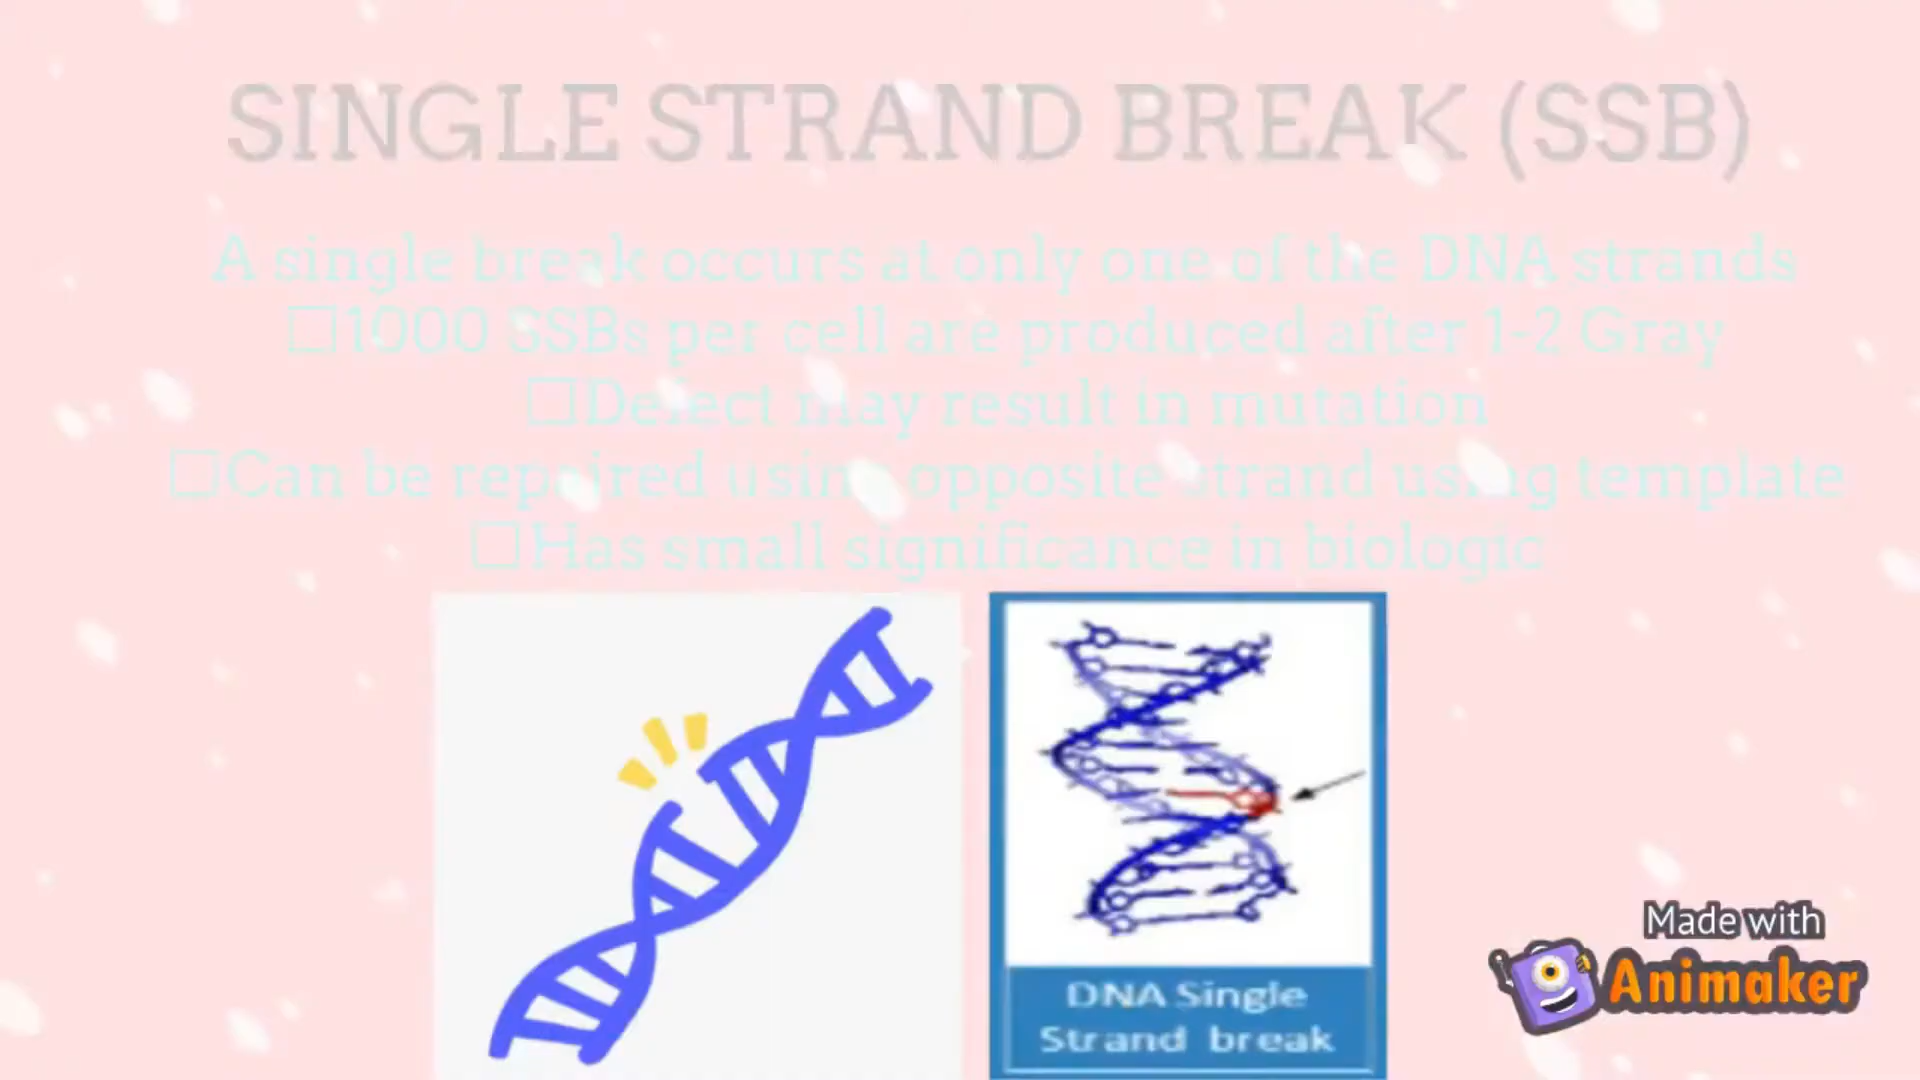 SINGLE STRAND BREAK (SSB)
A single break occurs at only one of the DNA strands
□1000 SSBs per cell are produced after 1-2 Gray
□Defect may result in mutation
□Can be repaired using opposite strand using template
□Has small significance in biologic
DNA Single
Strand break
Made with
Animaker